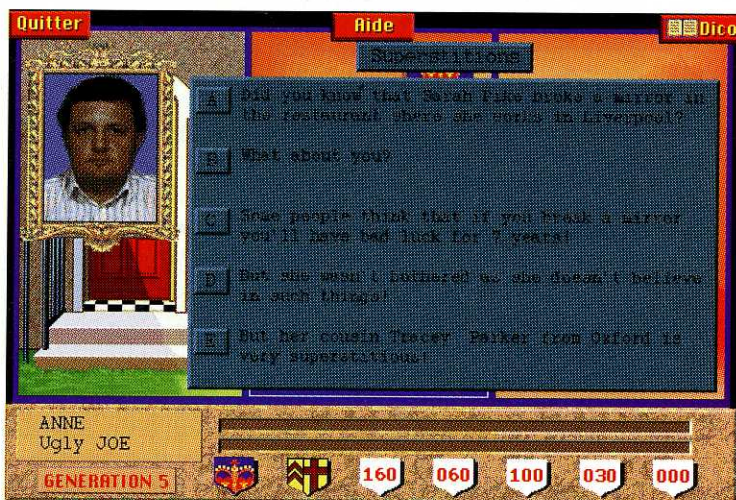 Quitter
Aide
Dico
Superstitions
A Did you know that Sarah Pike broke a mirror in
the restaurant where she works in Liverpool?
B What about you?
C Some people think that if you break a mirror
you'll have bad luck for 7 years!
D But she wasn't bothered as she doesn't believe
in such things!
E But her cousin Tracey Parker from Oxford is
very superstitious!
ANNE
Ugly JOE
GENERATION 5
160
060
100
030
000